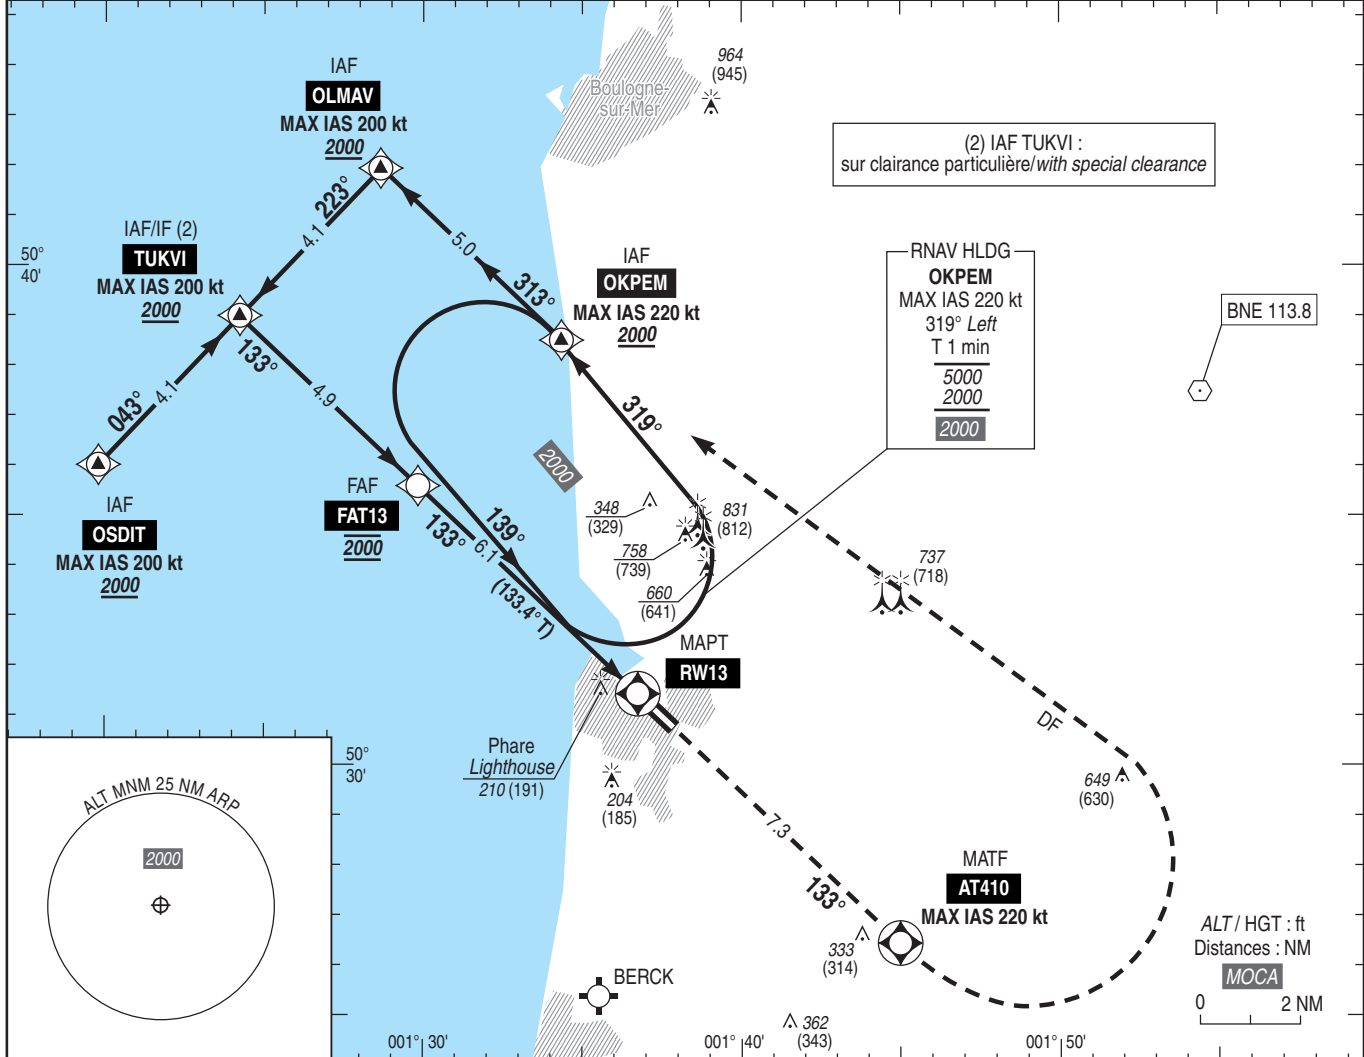 964
(945)
Boulogne-
sur-Mer
IAF
OLMAV
MAX IAS 200 kt
2000
(2) IAF TUKVI :
sur clairance particulière/with special clearance
223°
4.1
5.0
313°
IAF/IF (2)
TUKVI
MAX IAS 200 kt
2000
50°
40'
IAF
OKPEM
MAX IAS 220 kt
2000
RNAV HLDG
OKPEM
MAX IAS 220 kt
319° Left
T 1 min
5000
2000
2000
BNE 113.8
133°
4.9
043°
4.1
319°
2000
IAF
OSDIT
MAX IAS 200 kt
2000
FAF
FAT13
2000
133°
6.1
(133.4° T)
139°
348
(329)
831
(812)
758
(739)
660
(641)
737
(718)
MAPT
RW13
DF
Phare
Lighthouse
210 (191)
204
(185)
50°
30'
649
(630)
7.3
133°
MATF
AT410
MAX IAS 220 kt
333
(314)
362
(343)
BERCK
ALT MNM 25 NM ARP
2000
ALT / HGT : ft
Distances : NM
MOCA
0 2 NM
001° 30'
001° 40'
001° 50'